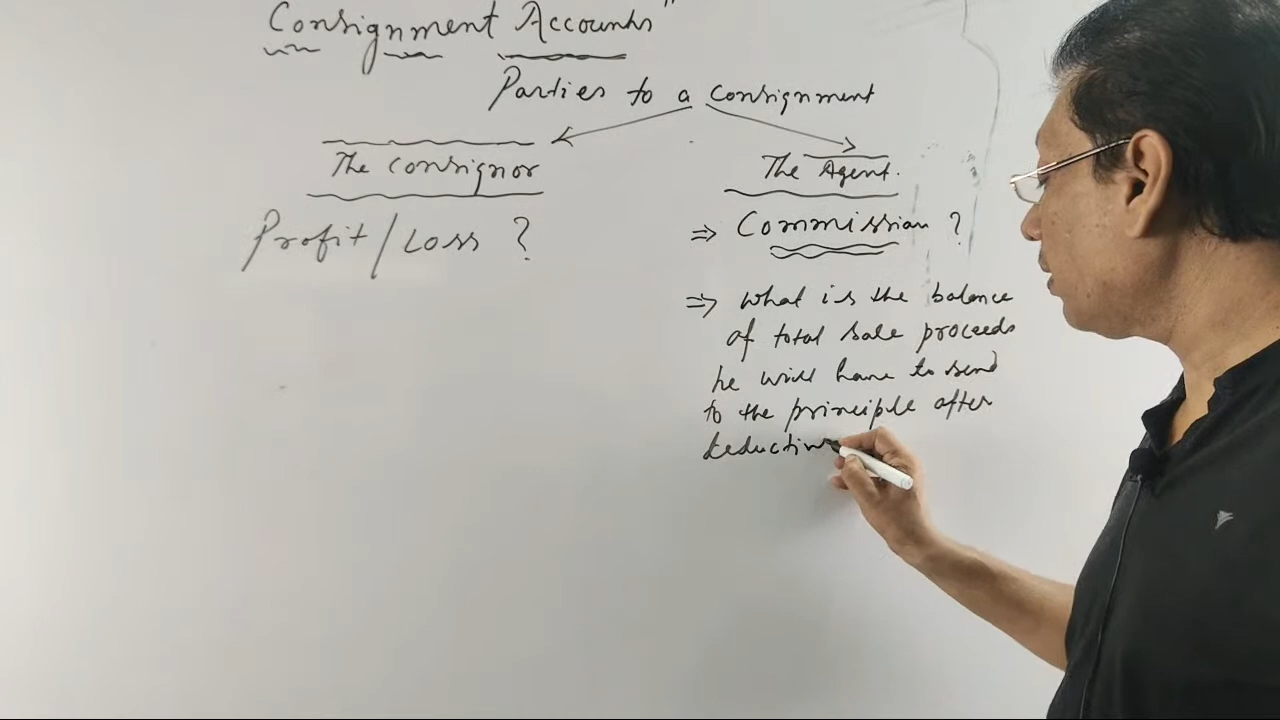 Consignment Accounts"
Parties to a Consignment
The Consignor
The Agent.
Profit/Loss ?
⇒ Commission ?
⇒ What is the balance
of total sale proceeds
he will have to send
to the principle after
deductin